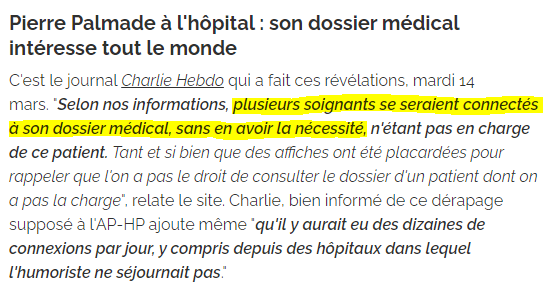 Pierre Palmade à l'hôpital : son dossier médical
intéresse tout le monde
C'est le journal Charlie Hebdo qui a fait ces révélations, mardi 14
mars. "Selon nos informations, plusieurs soignants se seraient connectés
à son dossier médical, sans en avoir la nécessité, n'étant pas en charge
de ce patient. Tant et si bien que des affiches ont été placardées pour
rappeler que l'on a pas le droit de consulter le dossier d'un patient dont on
a pas la charge", relate le site. Charlie, bien informé de ce dérapage
supposé à l'AP-HP ajoute même "qu'il y aurait eu des dizaines de
connexions par jour, y compris depuis des hôpitaux dans lequel
l'humoriste ne séjournait pas."